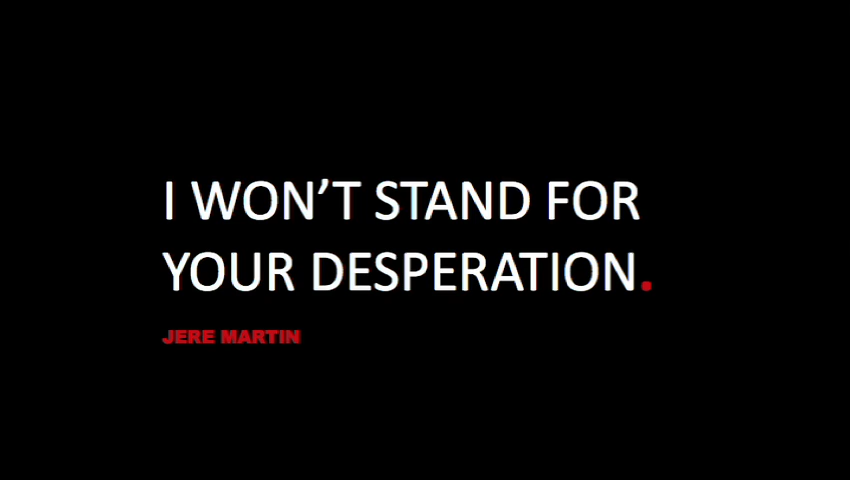 I WON’T STAND FOR
YOUR DESPERATION.
JERE MARTIN